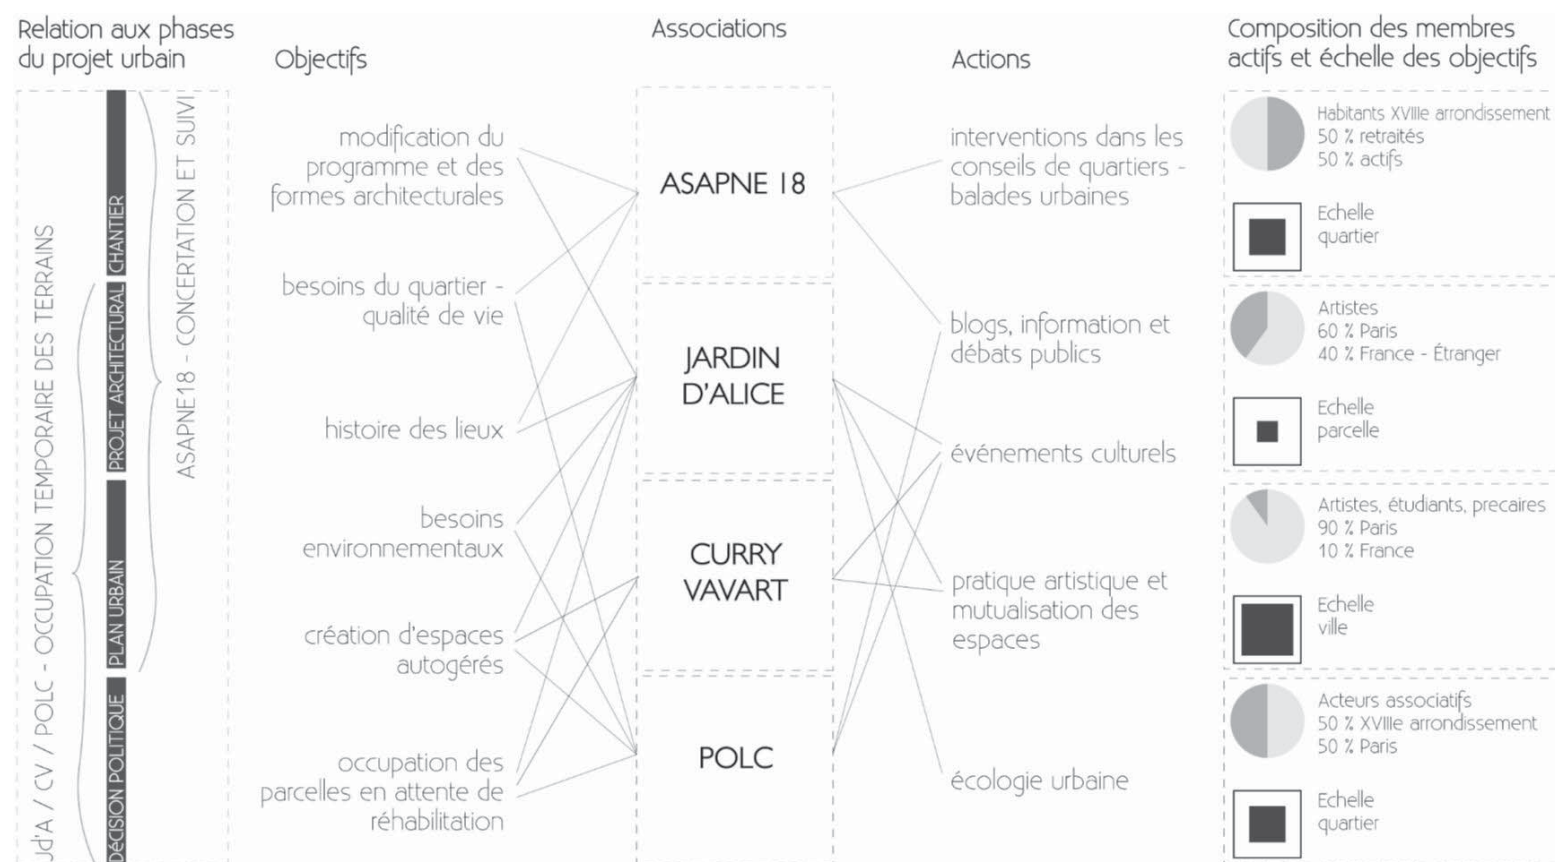 Relation aux phases
du projet urbain
Objectifs
Associations
Actions
Composition des membres
actifs et échelle des objectifs
Jd'A / CV / POLC - OCCUPATION TEMPORAIRE DES TERRAINS
CHANTIER
PROJET ARCHITECTURAL
PLAN URBAIN
DÉCISION POLITIQUE
ASAPNE18 - CONCERTATION ET SUIVI
modification du
programme et des
formes architecturales
besoins du quartier -
qualité de vie
histoire des lieux
besoins
environnementaux
création d'espaces
autogérés
occupation des
parcelles en attente de
réhabilitation
ASAPNE 18
JARDIN
D'ALICE
CURRY
VAVART
POLC
interventions dans les
conseils de quartiers -
balades urbaines
blogs, information et
débats publics
événements culturels
pratique artistique et
mutualisation des
espaces
écologie urbaine
Habitants XVIIIe arrondissement
50 % retraités
50 % actifs
Echelle
quartier
Artistes
60 % Paris
40 % France - Étranger
Echelle
parcelle
Artistes, étudiants, precaires
90 % Paris
10 % France
Echelle
ville
Acteurs associatifs
50 % XVIIIe arrondissement
50 % Paris
Echelle
quartier